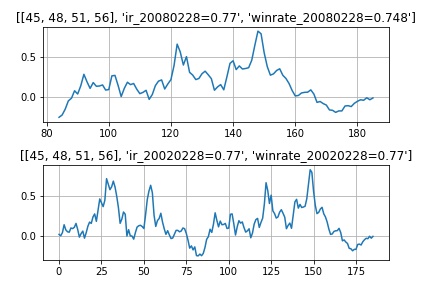 [[45, 48, 51, 56], 'ir_20080228=0.77', 'winrate_20080228=0.748']
0.5
0.0
80 100 120 140 160 180
[[45, 48, 51, 56], 'ir_20020228=0.77', 'winrate_20020228=0.77']
0.5
0.0
0 25 50 75 100 125 150 175